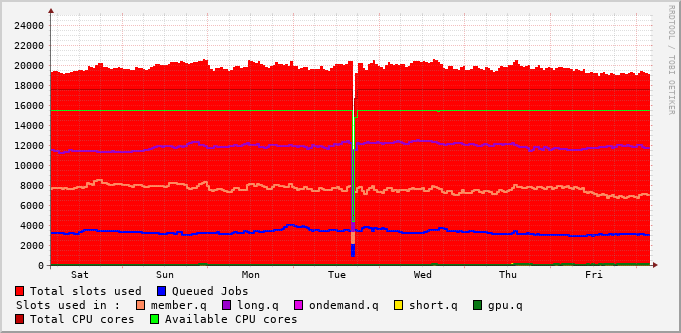 24000
22000
20000
18000
16000
14000
12000
10000
8000
6000
4000
2000
0
Sat Sun Mon Tue Wed Thu Fri
RRDTOOL / TOBI OETIKER
Total slots used Queued Jobs
Slots used in : member.q long.q ondemand.q short.q gpu.q
Total CPU cores Available CPU cores